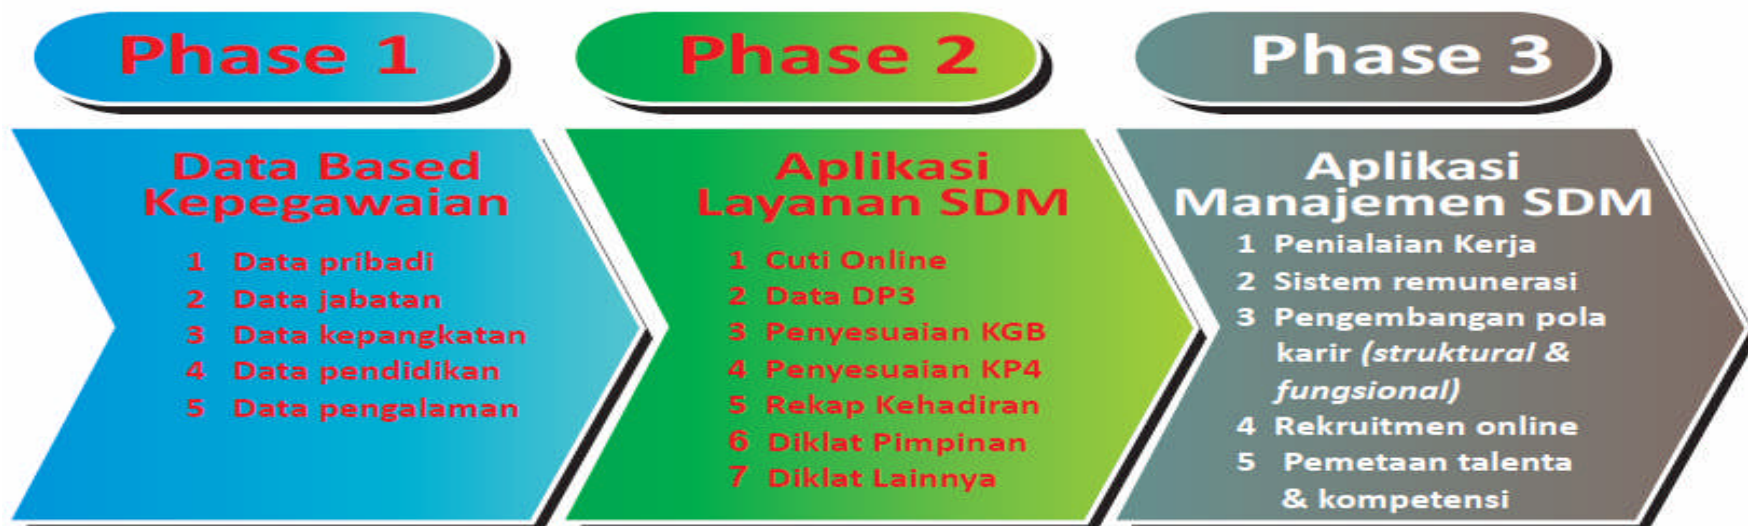 Phase 1
Data Based
Kepegawaian
1 Data pribadi
2 Data jabatan
3 Data kepangkatan
4 Data pendidikan
5 Data pengalaman
Phase 2
Aplikasi
Layanan SDM
1 Cuti Online
2 Data DP3
3 Penyesuaian KGB
4 Penyesuaian KP4
5 Rekap Kehadiran
6 Diklat Pimpinan
7 Diklat Lainnya
Phase 3
Aplikasi
Manajemen SDM
1 Penialaian Kerja
2 Sistem remunerasi
3 Pengembangan pola
karir (struktural &
fungsional)
4 Rekruitmen online
5 Pemetaan talenta
& kompetensi